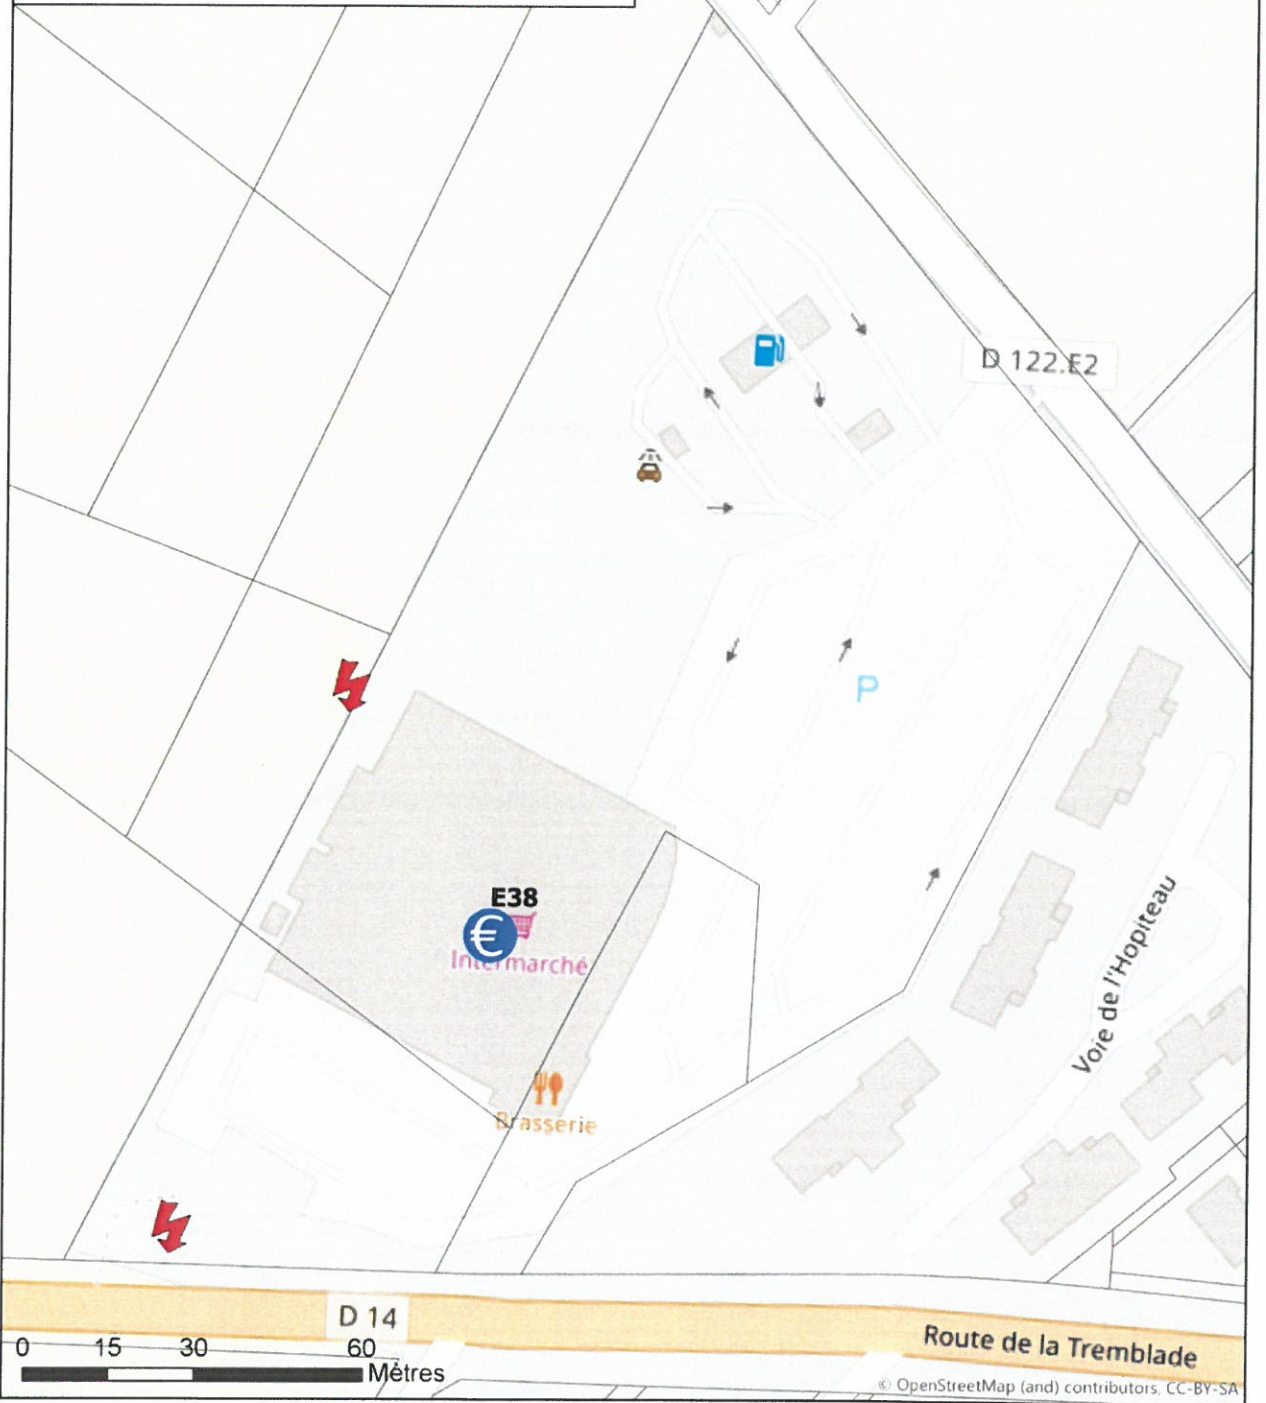 D 122.E2
P
E38
€
Intermarché
Voie de l'Hopiteau
Brasserie
D 14
Route de la Tremblade
0 15 30 60
Mètres
© OpenStreetMap (and) contributors, CC-BY-SA